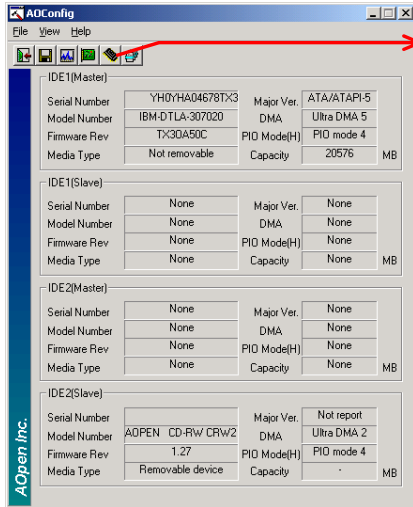 AOConfig
File View Help
IDE1(Master)
Serial Number YH0YHA04678TX3 Major Ver. ATA/ATAPI-5
Model Number IBM-DTLA-307020 DMA Ultra DMA 5
Firmware Rev TX3OA50C PIO Mode(H) PIO mode 4
Media Type Not removable Capacity 20576 MB
IDE1(Slave)
Serial Number None Major Ver. None
Model Number None DMA None
Firmware Rev None PIO Mode(H) None
Media Type None Capacity None MB
IDE2(Master)
Serial Number None Major Ver. None
Model Number None DMA None
Firmware Rev None PIO Mode(H) None
Media Type None Capacity None MB
IDE2(Slave)
Serial Number Major Ver. Not report
Model Number AOPEN CD-RW CRW2 DMA Ultra DMA 2
Firmware Rev 1.27 PIO Mode(H) PIO mode 4
Media Type Removable device Capacity - MB
AOpen Inc.